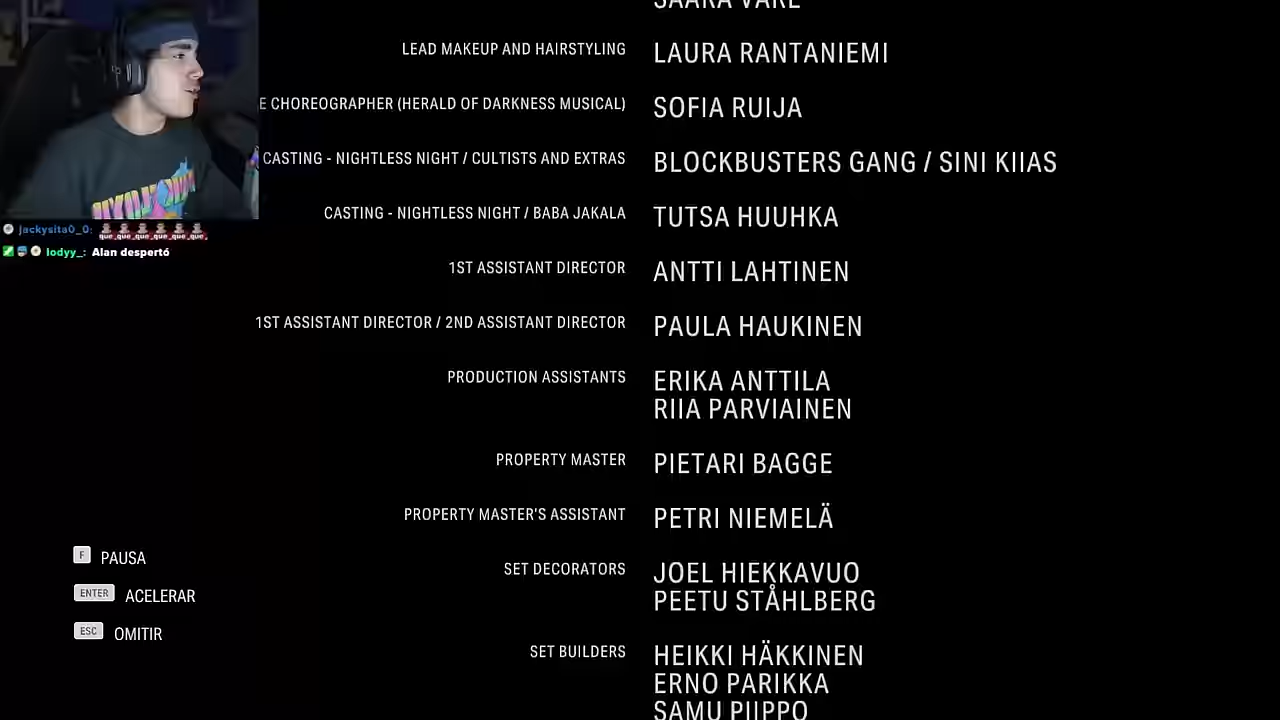 SAARA VARE
LEAD MAKEUP AND HAIRSTYLING LAURA RANTANIEMI
E CHOREOGRAPHER (HERALD OF DARKNESS MUSICAL) SOFIA RUIJA
CASTING - NIGHTLESS NIGHT / CULTISTS AND EXTRAS BLOCKBUSTERS GANG / SINI KIIAS
CASTING - NIGHTLESS NIGHT / BABA JAKALA TUTSA HUUHKA
jackysita0_0:
lodyy_: Alan despertó
1ST ASSISTANT DIRECTOR ANTTI LAHTINEN
1ST ASSISTANT DIRECTOR / 2ND ASSISTANT DIRECTOR PAULA HAUKINEN
PRODUCTION ASSISTANTS ERIKA ANTTILA
RIIA PARVIAINEN
PROPERTY MASTER PIETARI BAGGE
PROPERTY MASTER'S ASSISTANT PETRI NIEMELÄ
SET DECORATORS JOEL HIEKKAVUO
PEETU STÅHLBERG
SET BUILDERS HEIKKI HÄKKINEN
ERNO PARIKKA
SAMU PIIPPO
F PAUSA
ENTER ACELERAR
ESC OMITIR